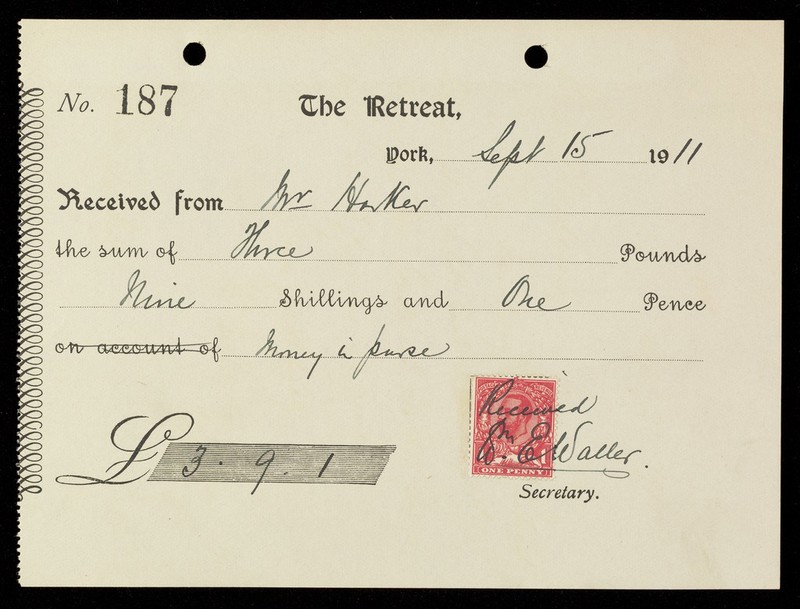 No. 187 The Retreat,
York, Sept 15 1911
Received from Mr Harker
the sum of Three Pounds
Nine Shillings and One Pence
on account of Money in purse
Received
E Waller.
ONE PENNY
£ 3. 9. 1
Secretary.